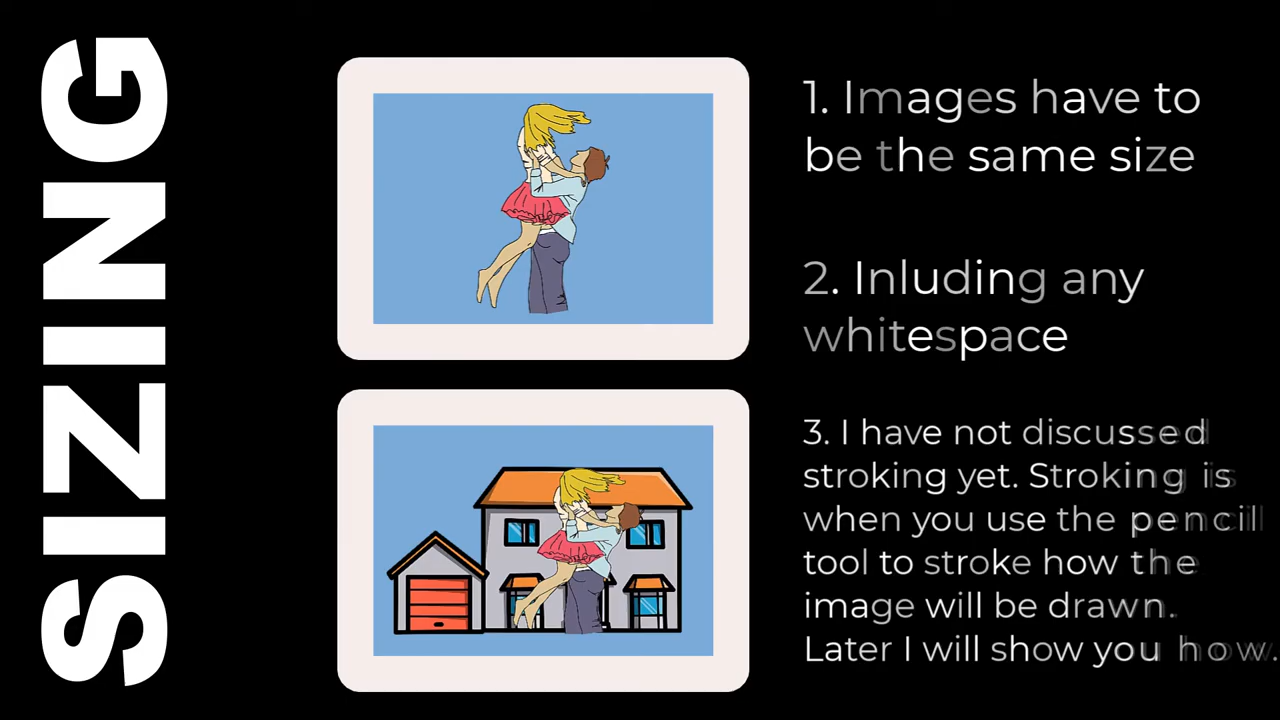 SIZING
1. Images have to
be the same size
2. Inluding any
whitespace
3. I have not discussed
stroking yet. Stroking is
when you use the pencill
tool to stroke how the
image will be drawn.
Later I will show you how.